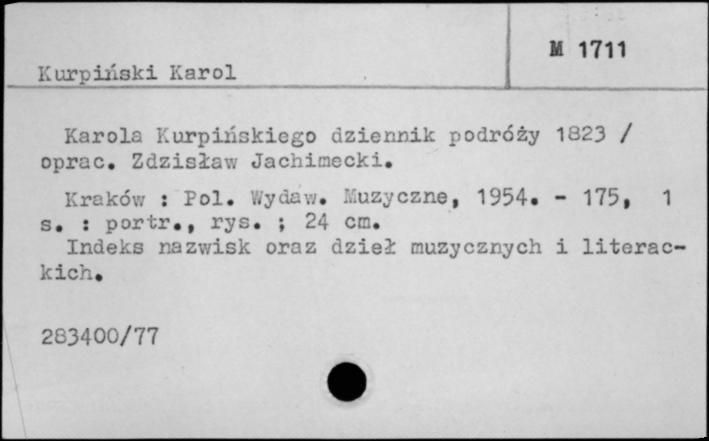 M 1711
Kurpiński Karol
Karola Kurpińskiego dziennik podróży 1823 /
oprac. Zdzisław Jachimecki.
Kraków : Pol. Wydaw. Muzyczne, 1954. - 175, 1
s. : portr., rys. ; 24 cm.
Indeks nazwisk oraz dzieł muzycznych i literac-
kich.
283400/77